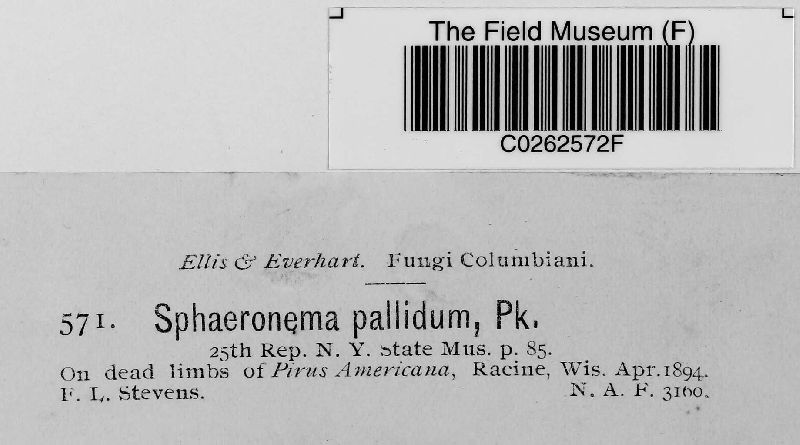 The Field Museum (F)
C0262572F
Ellis & Everhart. Fungi Columbiani.
571. Sphaeronema pallidum, Pk.
25th Rep. N. Y. State Mus. p. 85.
On dead limbs of Pirus Americana, Racine, Wis. Apr. 1894.
F. L. Stevens. N. A. F. 3160.